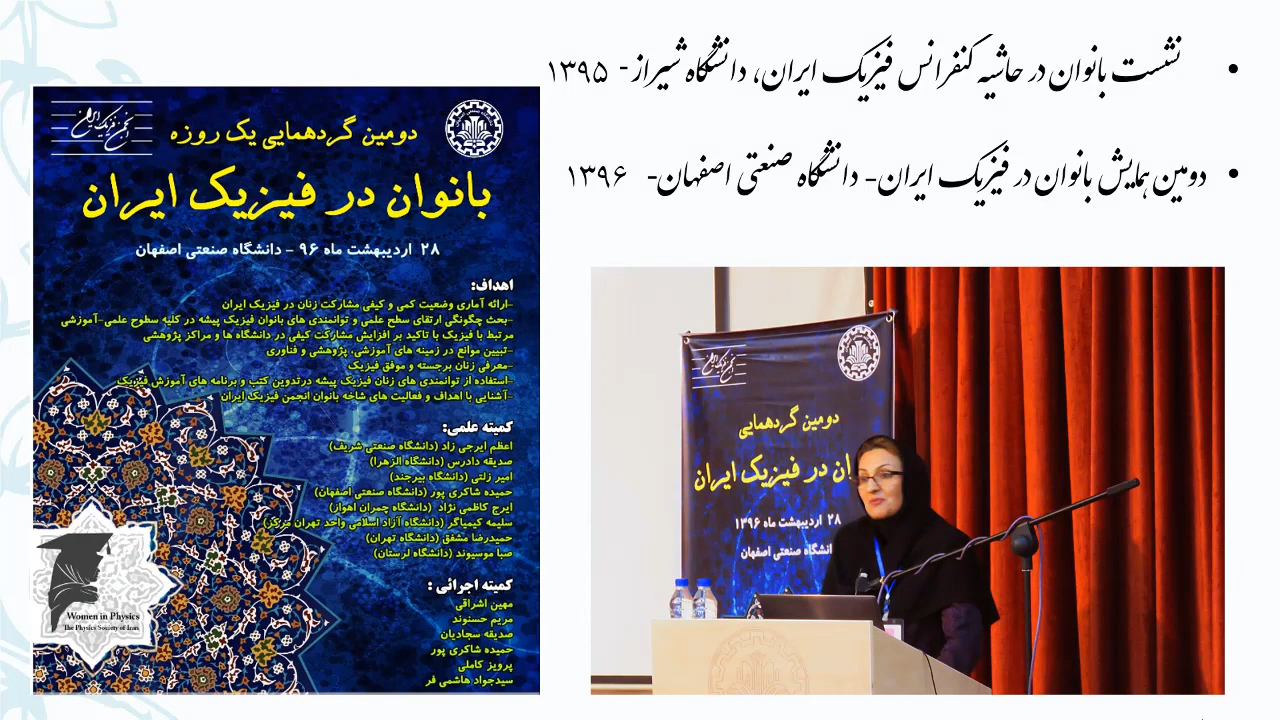 • نشست بانوان در حاشیه کنفرانس فیزیک ایران، دانشگاه شیراز - ۱۳۹۵
• دومین همایش بانوان در فیزیک ایران- دانشگاه صنعتی اصفهان- ۱۳۹۶
انجمن فیزیک ایران
دومین گردهمایی یک روزه
بانوان در فیزیک ایران
۲۸ اردیبهشت ماه ۹۶ – دانشگاه صنعتی اصفهان
اهداف:
-ارائه آماری وضعیت کمی و کیفی مشارکت زنان در فیزیک ایران
-بحث چگونگی ارتقای سطح علمی و توانمندی های بانوان فیزیک پیشه در کلیه سطوح علمی-آموزشی
مرتبط با فیزیک با تاکید بر افزایش مشارکت کیفی در دانشگاه ها و مراکز پژوهشی
-تبیین موانع در زمینه های آموزشی، پژوهشی و فناوری
-معرفی زنان برجسته و موفق فیزیک
-استفاده از توانمندی های زنان فیزیک پیشه درتدوین کتب و برنامه های آموزش فیزیک
-آشنایی با اهداف و فعالیت های شاخه بانوان انجمن فیزیک ایران
کمیته علمی:
اعظم ایرجی زاد (دانشگاه صنعتی شریف)
صدیقه دادرس (دانشگاه الزهرا)
امیر زلتی (دانشگاه بیرجند)
حمیده شاکری پور (دانشگاه صنعتی اصفهان)
ایرج کاظمی نژاد (دانشگاه چمران اهواز)
سلیمه کیمیاگر (دانشگاه آزاد اسلامی واحد تهران مرکز)
حمیدرضا مشفق (دانشگاه تهران)
صبا موسیوند (دانشگاه لرستان)
کمیته اجرائی :
مهین اشراقی
مریم حسنوند
صدیقه سجادیان
حمیده شاکری پور
پرویز کاملی
سیدجواد هاشمی فر
Women in Physics
The Physics Society of Iran
انجمن فیزیک ایران
دومین گردهمایی
ان در فیزیک ایران
۲۸ اردیبهشت ماه ۱۳۹۶
انشگاه صنعتی اصفهان